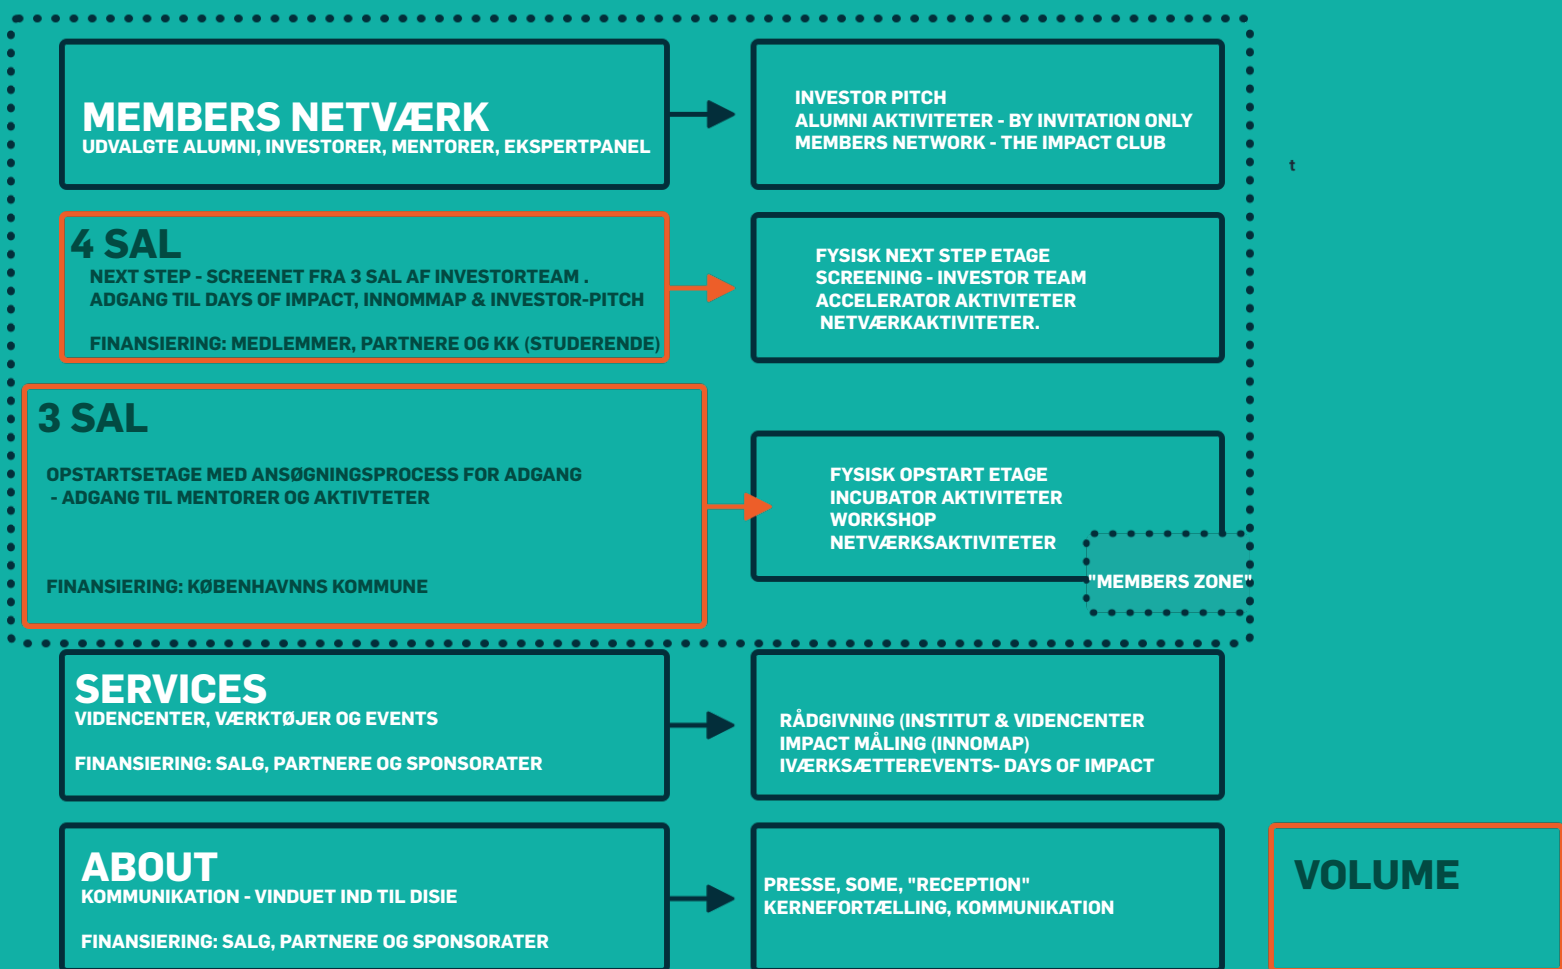 MEMBERS NETVÆRK
UDVALGTE ALUMNI, INVESTORER, MENTORER, EKSPERTPANEL
INVESTOR PITCH
ALUMNI AKTIVITETER - BY INVITATION ONLY
MEMBERS NETWORK - THE IMPACT CLUB
t
4 SAL
NEXT STEP - SCREENET FRA 3 SAL AF INVESTORTEAM .
ADGANG TIL DAYS OF IMPACT, INNOMMAP & INVESTOR-PITCH
FINANSIERING: MEDLEMMER, PARTNERE OG KK (STUDERENDE)
FYSISK NEXT STEP ETAGE
SCREENING - INVESTOR TEAM
ACCELERATOR AKTIVITETER
NETVÆRKAKTIVITETER.
3 SAL
OPSTARTSETAGE MED ANSØGNINGSPROCESS FOR ADGANG
- ADGANG TIL MENTORER OG AKTIVTETER
FINANSIERING: KØBENHAVNNS KOMMUNE
FYSISK OPSTART ETAGE
INCUBATOR AKTIVITETER
WORKSHOP
NETVÆRKSAKTIVITETER
"MEMBERS ZONE"
SERVICES
VIDENCENTER, VÆRKTØJER OG EVENTS
FINANSIERING: SALG, PARTNERE OG SPONSORATER
RÅDGIVNING (INSTITUT & VIDENCENTER
IMPACT MÅLING (INNOMAP)
IVÆRKSÆTTEREVENTS- DAYS OF IMPACT
ABOUT
KOMMUNIKATION - VINDUET IND TIL DISIE
FINANSIERING: SALG, PARTNERE OG SPONSORATER
PRESSE, SOME, "RECEPTION"
KERNEFORTÆLLING, KOMMUNIKATION
VOLUME